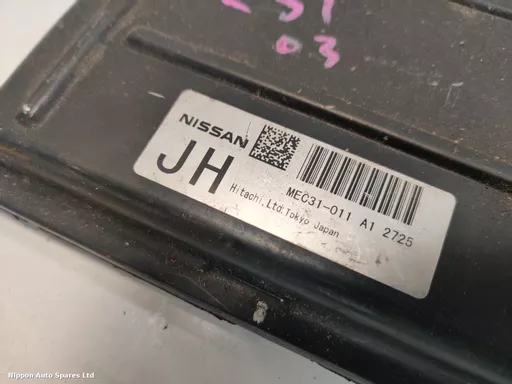 03
NISSAN
JH
MEC31-011 A1 2725
Hitachi,Ltd.Tokyo Japan
Nippon Auto Spares Ltd